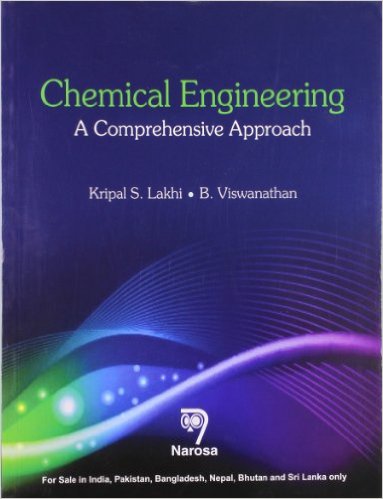 Chemical Engineering
A Comprehensive Approach
Kripal S. Lakhi • B. Viswanathan
Narosa
For Sale in India, Pakistan, Bangladesh, Nepal, Bhutan and Sri Lanka only